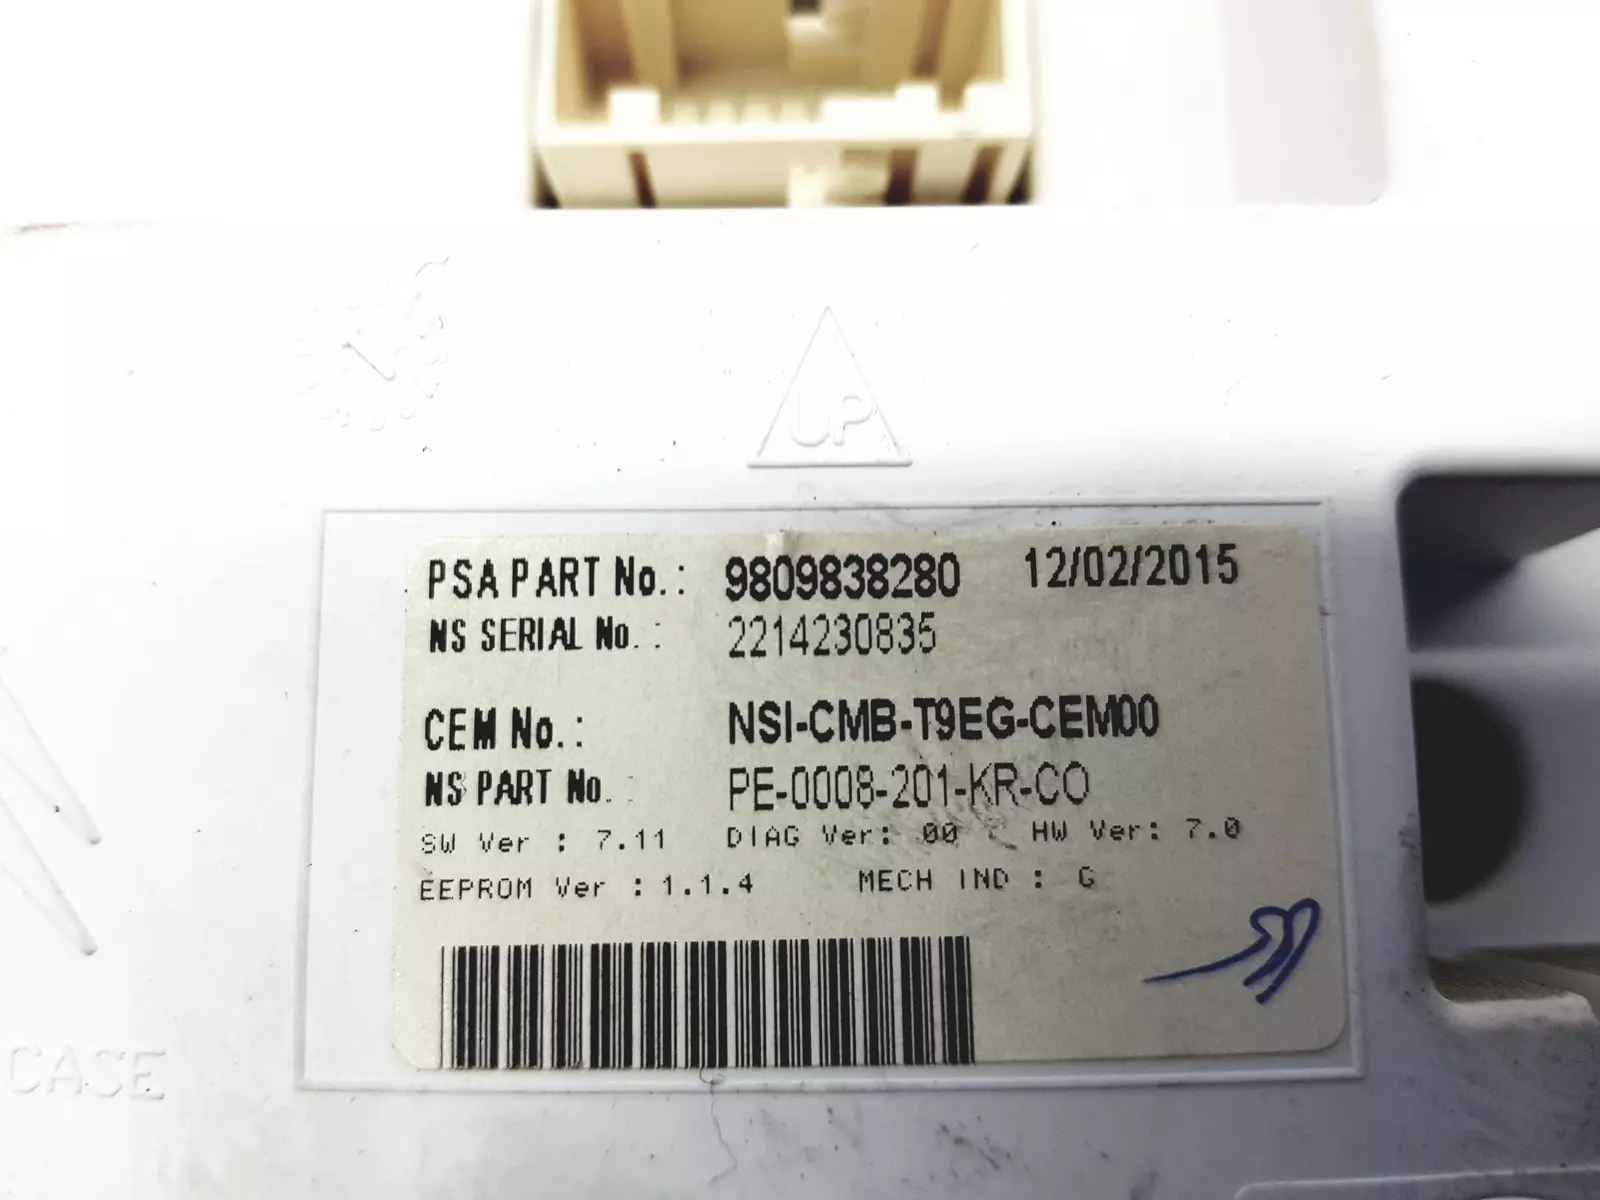 UP
PSA PART No.: 9809838280 12/02/2015
NS SERIAL No.: 2214230835
CEM No.: NSI-CMB-T9EG-CEM00
NS PART No.: PE-0008-201-KR-CO
SW Ver : 7.11 DIAG Ver: 00 HW Ver: 7.0
EEPROM Ver : 1.1.4 MECH IND : G
CASE